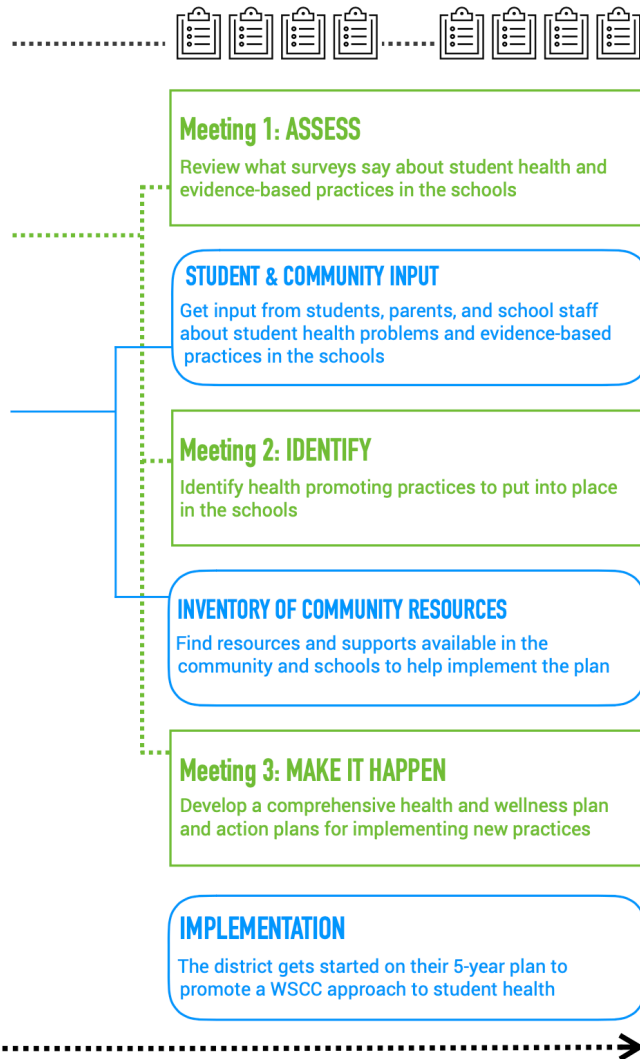 Meeting 1: ASSESS
Review what surveys say about student health and
evidence-based practices in the schools
STUDENT & COMMUNITY INPUT
Get input from students, parents, and school staff
about student health problems and evidence-based
practices in the schools
Meeting 2: IDENTIFY
Identify health promoting practices to put into place
in the schools
INVENTORY OF COMMUNITY RESOURCES
Find resources and supports available in the
community and schools to help implement the plan
Meeting 3: MAKE IT HAPPEN
Develop a comprehensive health and wellness plan
and action plans for implementing new practices
IMPLEMENTATION
The district gets started on their 5-year plan to
promote a WSCC approach to student health